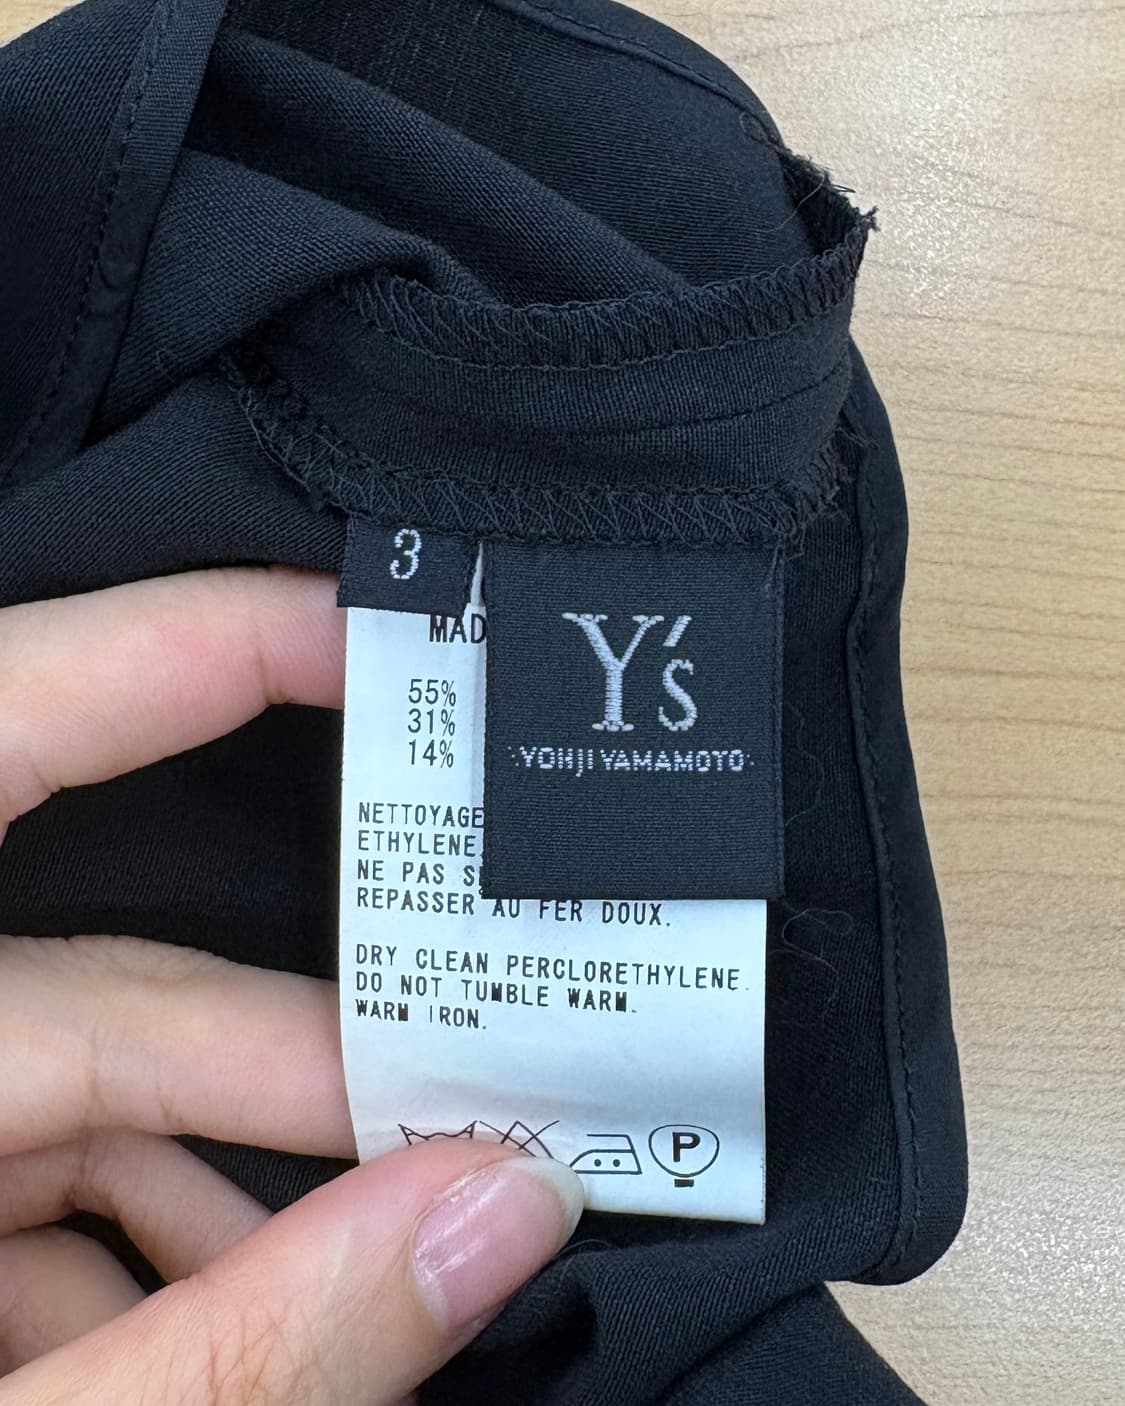 3
Y's
YOHJI YAMAMOTO
MAD
55%
31%
14%
NETTOYAGE
ETHYLENE
NE PAS S
REPASSER AU FER DOUX.
DRY CLEAN PERCLORETHYLENE.
DO NOT TUMBLE WARM.
WARM IRON.
P